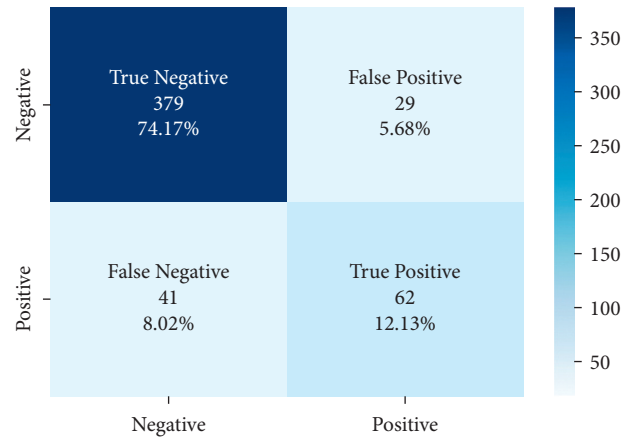 True Negative
379
74.17%
False Positive
29
5.68%
False Negative
41
8.02%
True Positive
62
12.13%
Negative
Positive
Negative
Positive
350
300
250
200
150
100
50